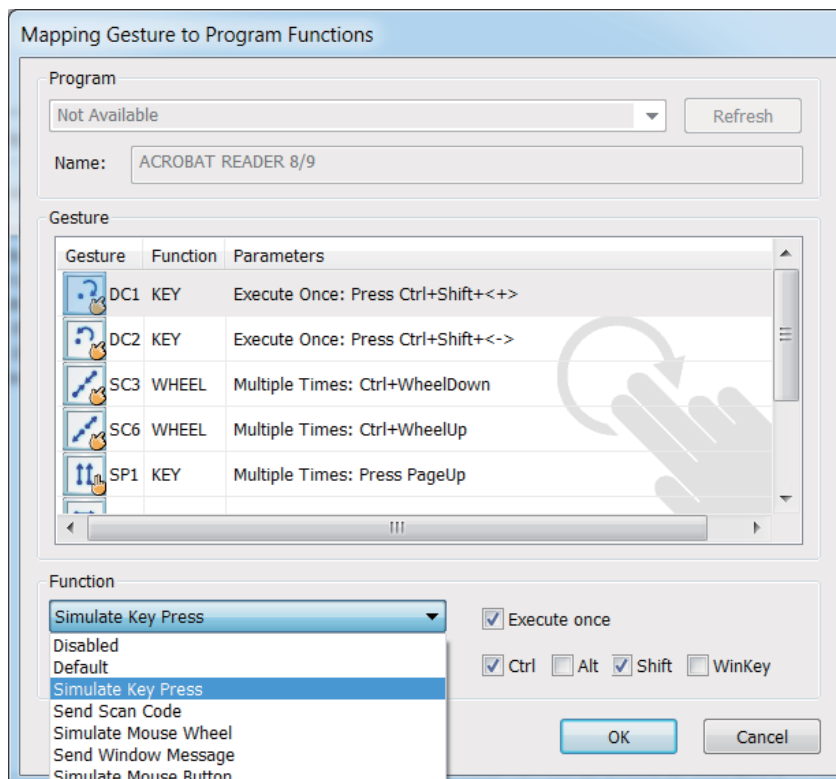 Mapping Gesture to Program Functions
Program
Not Available
Refresh
Name: ACROBAT READER 8/9
Gesture
Gesture Function Parameters
DC1 KEY Execute Once: Press Ctrl+Shift+<+>
DC2 KEY Execute Once: Press Ctrl+Shift+<->
SC3 WHEEL Multiple Times: Ctrl+WheelDown
SC6 WHEEL Multiple Times: Ctrl+WheelUp
SP1 KEY Multiple Times: Press PageUp
Function
Simulate Key Press
Execute once
Disabled
Default
Ctrl Alt Shift WinKey
Simulate Key Press
Send Scan Code
Simulate Mouse Wheel
OK Cancel
Send Window Message
Simulate Mouse Button